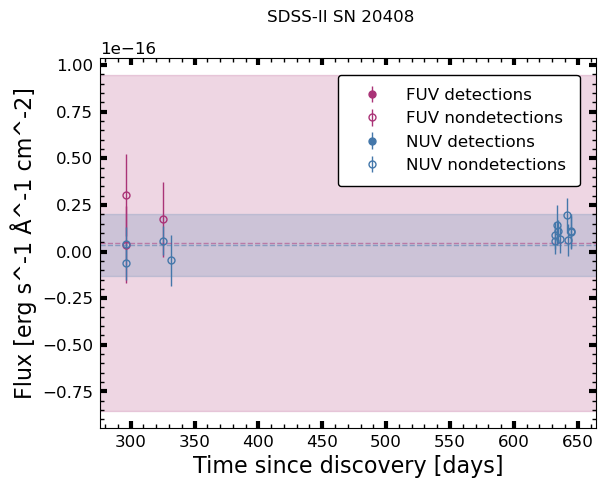 SDSS-II SN 20408
1e−16
1.00
0.75
0.50
0.25
0.00
−0.25
−0.50
−0.75
FUV detections
FUV nondetections
NUV detections
NUV nondetections
Flux [erg s^-1 Å^-1 cm^-2]
300 350 400 450 500 550 600 650
Time since discovery [days]